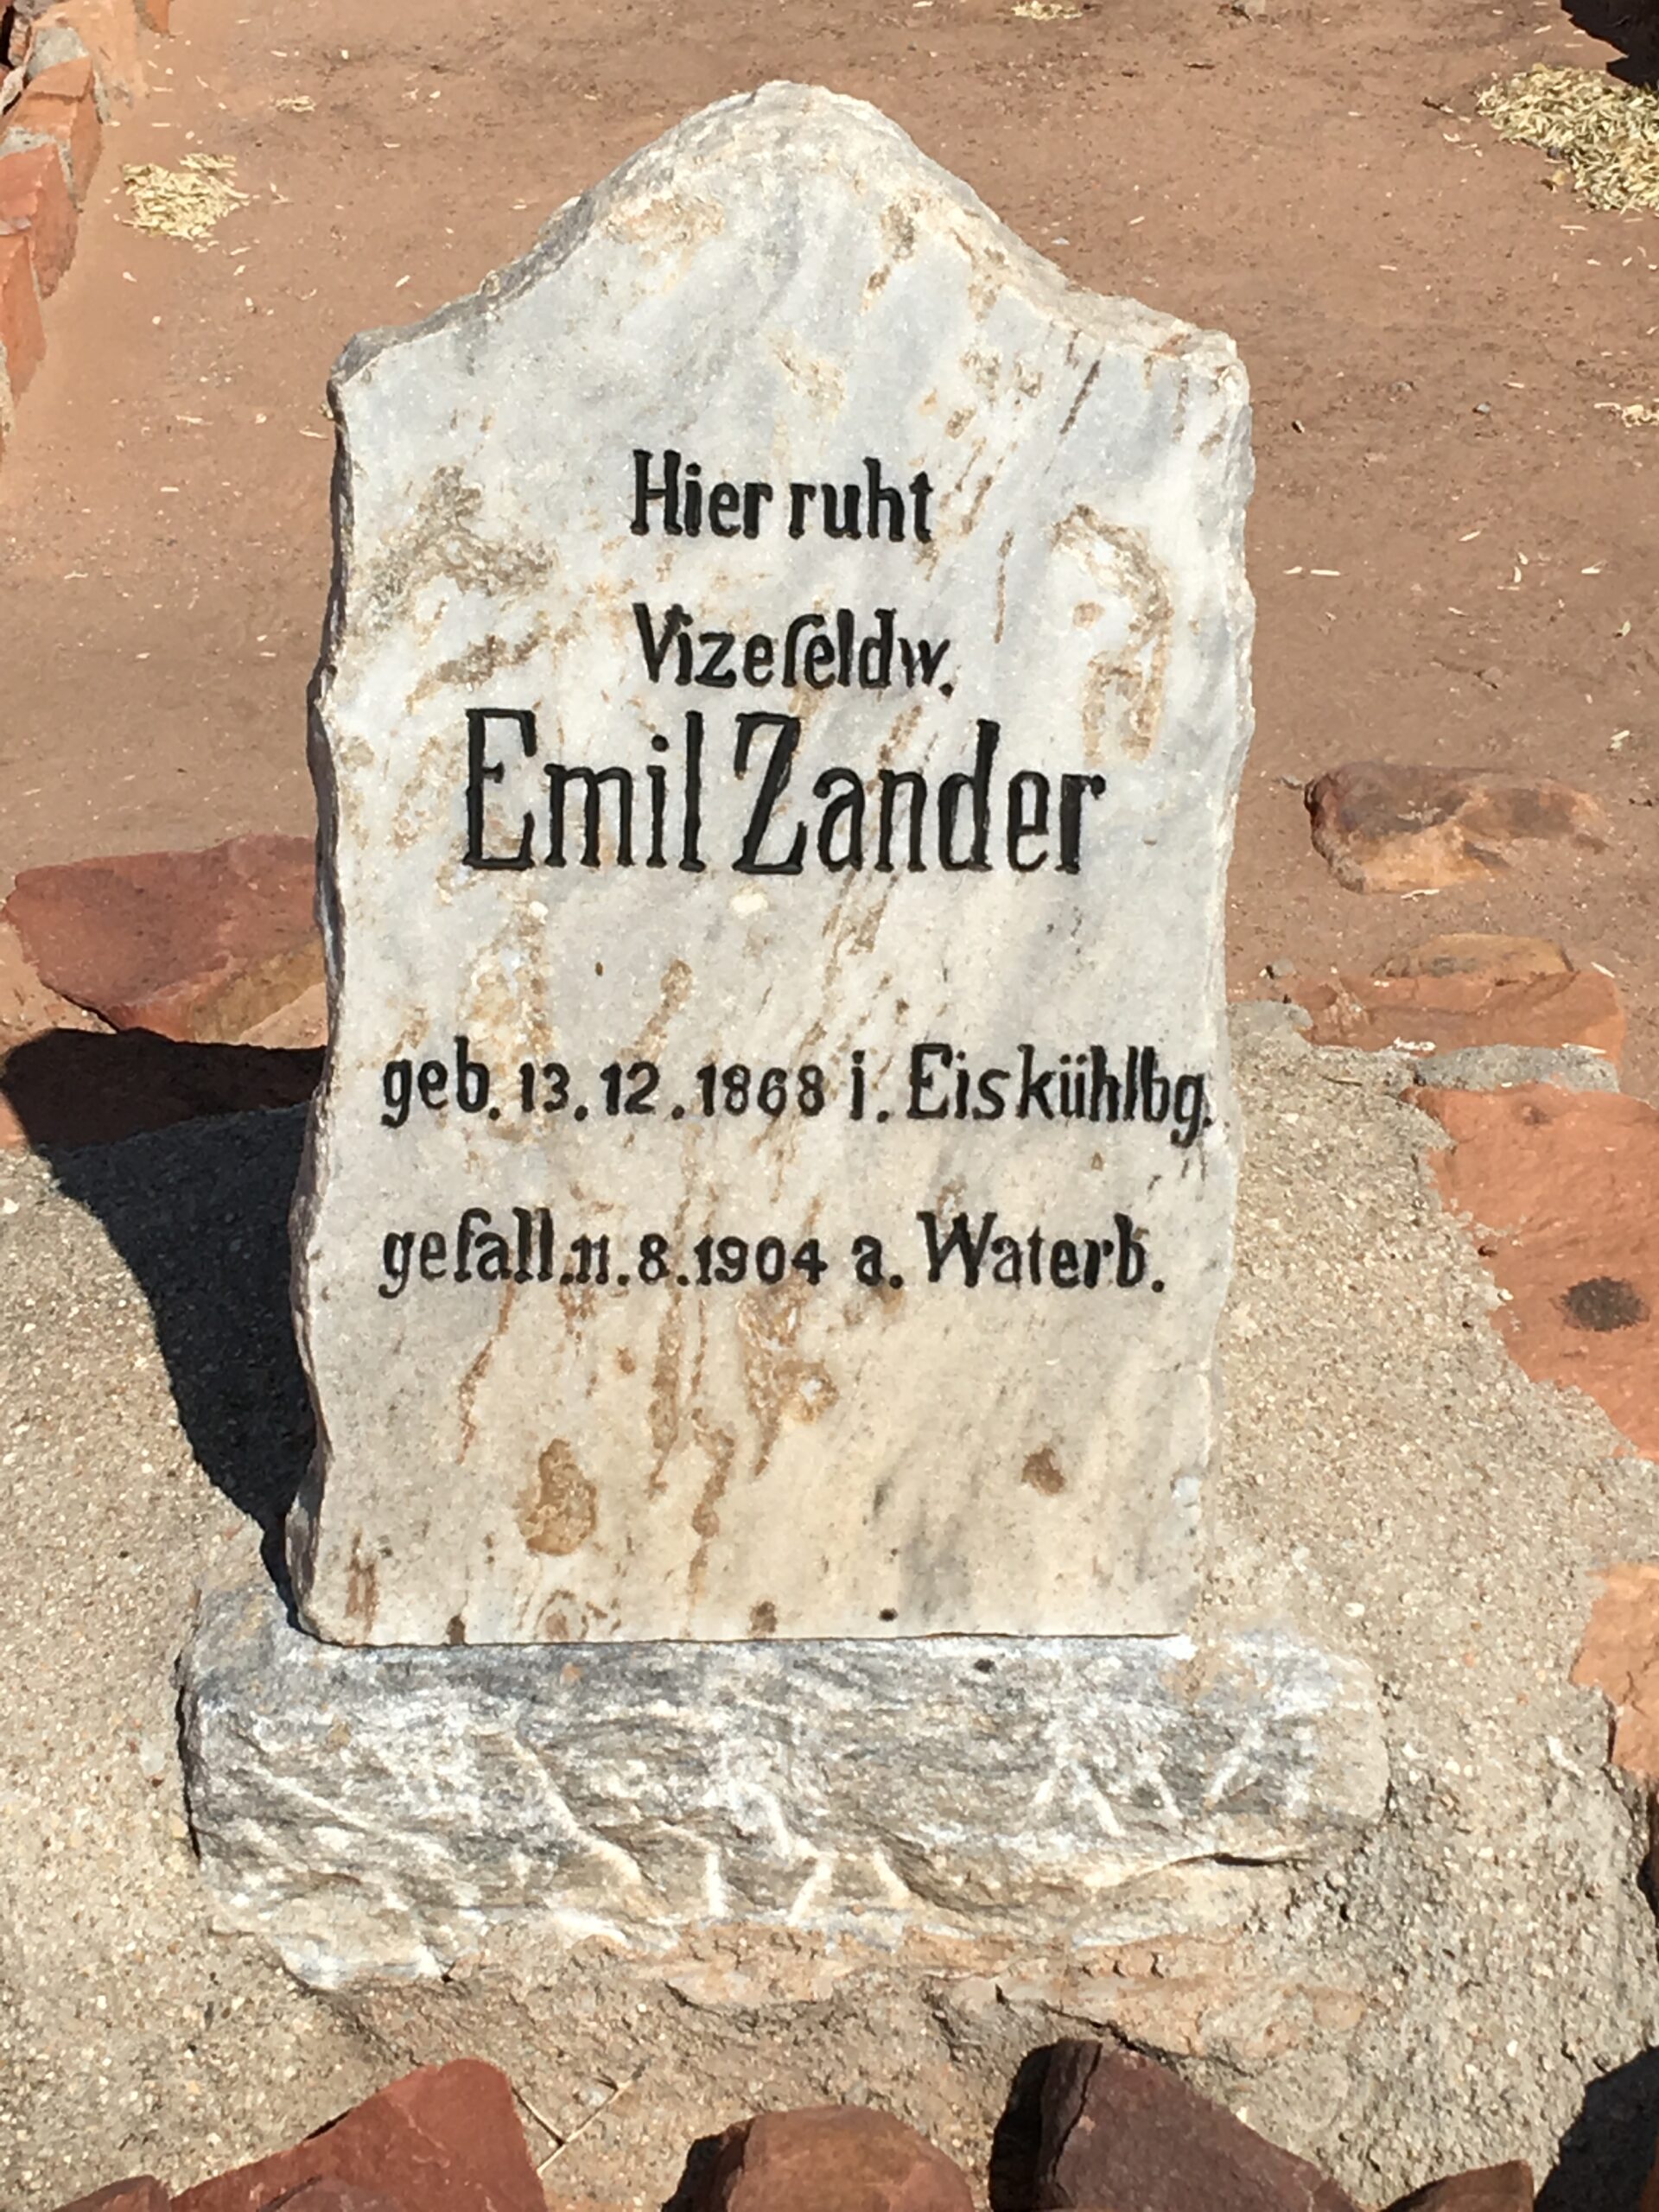 Hier ruht
Vizefeldw.
Emil Zander
geb. 13.12.1868 i. Eiskühlbg.
gefall. 11.8.1904 a. Waterb.